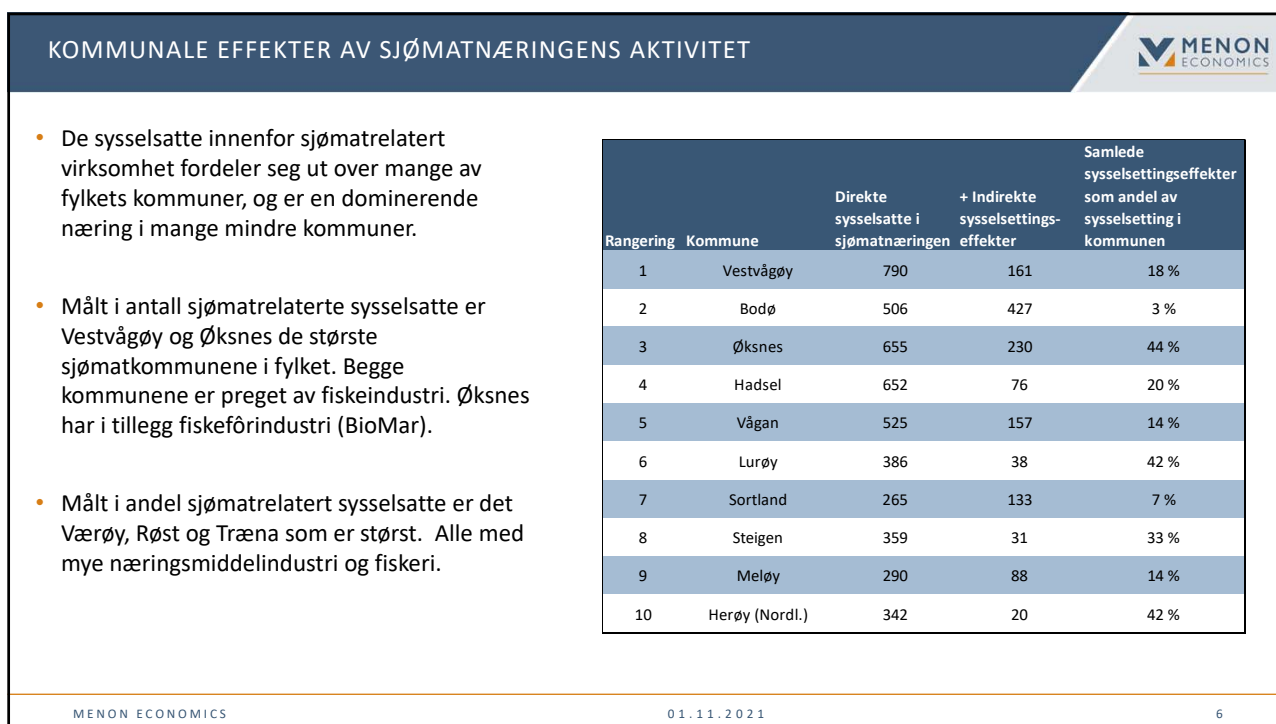 KOMMUNALE EFFEKTER AV SJØMATNÆRINGENS AKTIVITET
MENON
ECONOMICS
• De sysselsatte innenfor sjømatrelatert
virksomhet fordeler seg ut over mange av
fylkets kommuner, og er en dominerende
næring i mange mindre kommuner.
• Målt i antall sjømatrelaterte sysselsatte er
Vestvågøy og Øksnes de største
sjømatkommunene i fylket. Begge
kommunene er preget av fiskeindustri. Øksnes
har i tillegg fiskefôrindustri (BioMar).
• Målt i andel sjømatrelatert sysselsatte er det
Værøy, Røst og Træna som er størst.  Alle med
mye næringsmiddelindustri og fiskeri.
Samlede
sysselsettingseffekter
Direkte + Indirekte som andel av
sysselsatte i sysselsettings- sysselsetting i
Rangering Kommune sjømatnæringen effekter kommunen
1 Vestvågøy 790 161 18 %
2 Bodø 506 427 3 %
3 Øksnes 655 230 44 %
4 Hadsel 652 76 20 %
5 Vågan 525 157 14 %
6 Lurøy 386 38 42 %
7 Sortland 265 133 7 %
8 Steigen 359 31 33 %
9 Meløy 290 88 14 %
10 Herøy (Nordl.) 342 20 42 %
MENON ECONOMICS 01.11.2021 6